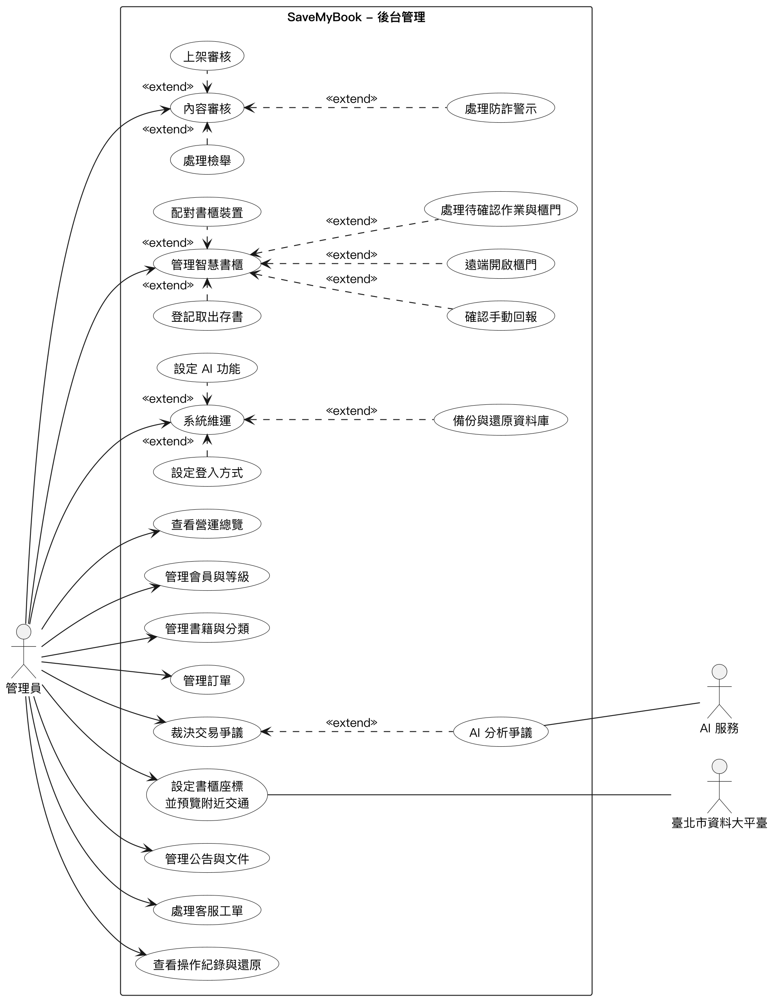 SaveMyBook – 後台管理
上架審核
«extend»
內容審核
«extend»
處理防詐警示
«extend»
處理檢舉
配對書櫃裝置
«extend»
處理待確認作業與櫃門
«extend»
管理智慧書櫃
«extend»
遠端開啟櫃門
«extend»
«extend»
登記取出存書
確認手動回報
設定 AI 功能
«extend»
系統維運
«extend»
備份與還原資料庫
«extend»
設定登入方式
查看營運總覽
管理會員與等級
管理書籍與分類
管理員
管理訂單
裁決交易爭議
«extend»
AI 分析爭議
AI 服務
設定書櫃座標
並預覽附近交通
臺北市資料大平臺
管理公告與文件
處理客服工單
查看操作紀錄與還原